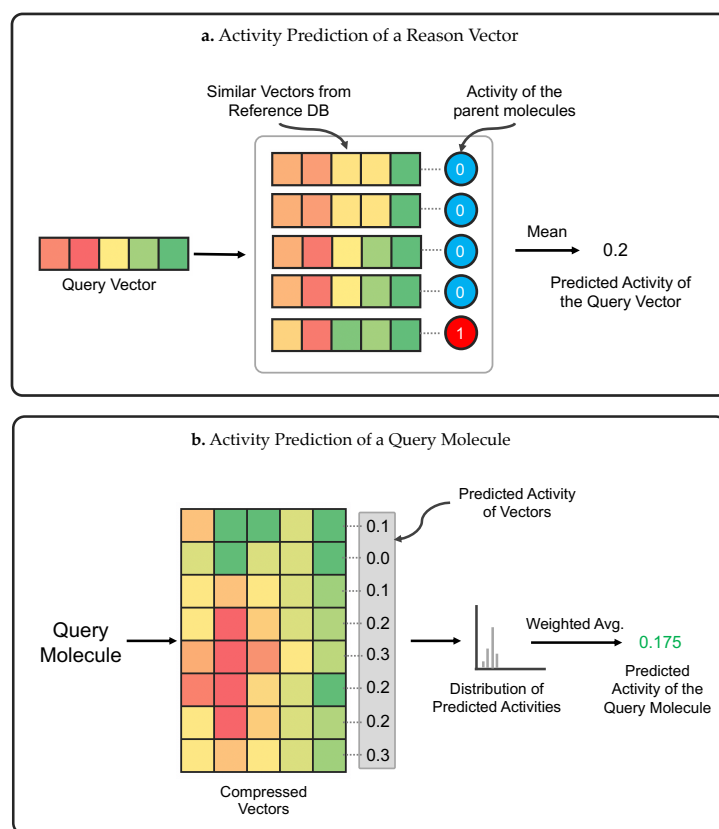 a. Activity Prediction of a Reason Vector
Similar Vectors from
Reference DB
Activity of the
parent molecules
0
0
0
0
1
Query Vector
Mean
0.2
Predicted Activity of
the Query Vector
b. Activity Prediction of a Query Molecule
Predicted Activity
of Vectors
0.1
0.0
0.1
0.2
0.3
0.2
0.2
0.3
Query
Molecule
Compressed
Vectors
Distribution of
Predicted Activities
Weighted Avg.
0.175
Predicted
Activity of the
Query Molecule